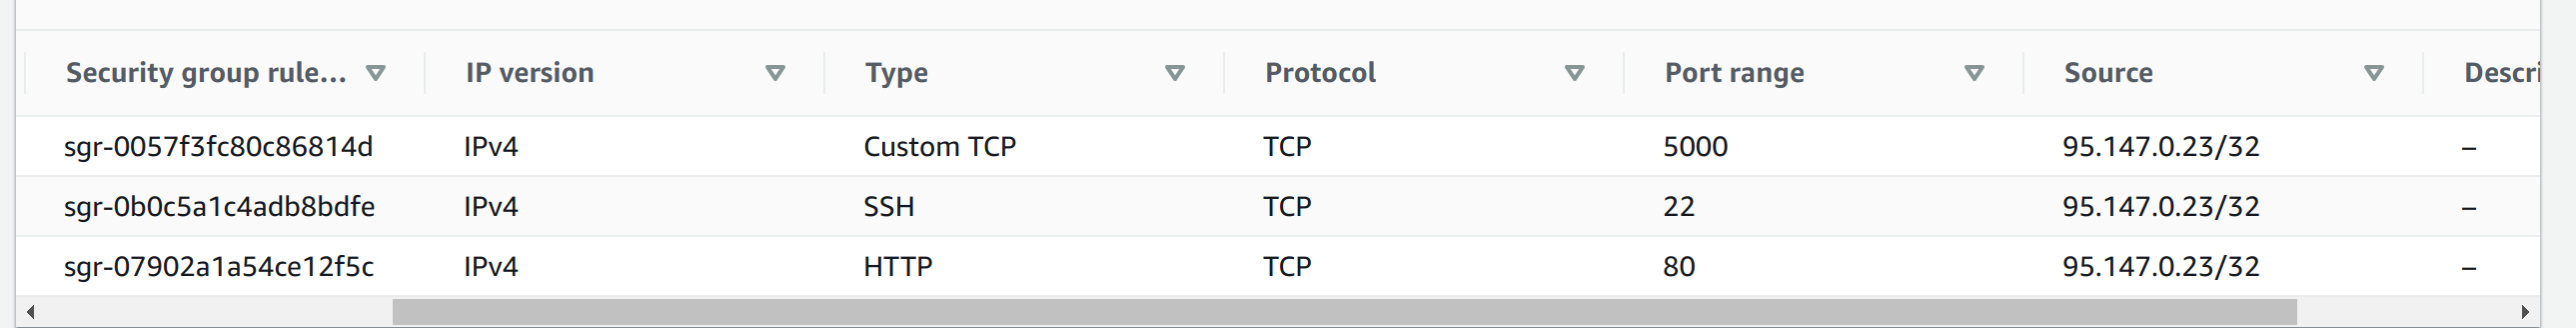 Security group rule... IP version Type Protocol Port range Source Descri
sgr-0057f3fc80c86814d IPv4 Custom TCP TCP 5000 95.147.0.23/32 –
sgr-0b0c5a1c4adb8bdfe IPv4 SSH TCP 22 95.147.0.23/32 –
sgr-07902a1a54ce12f5c IPv4 HTTP TCP 80 95.147.0.23/32 –